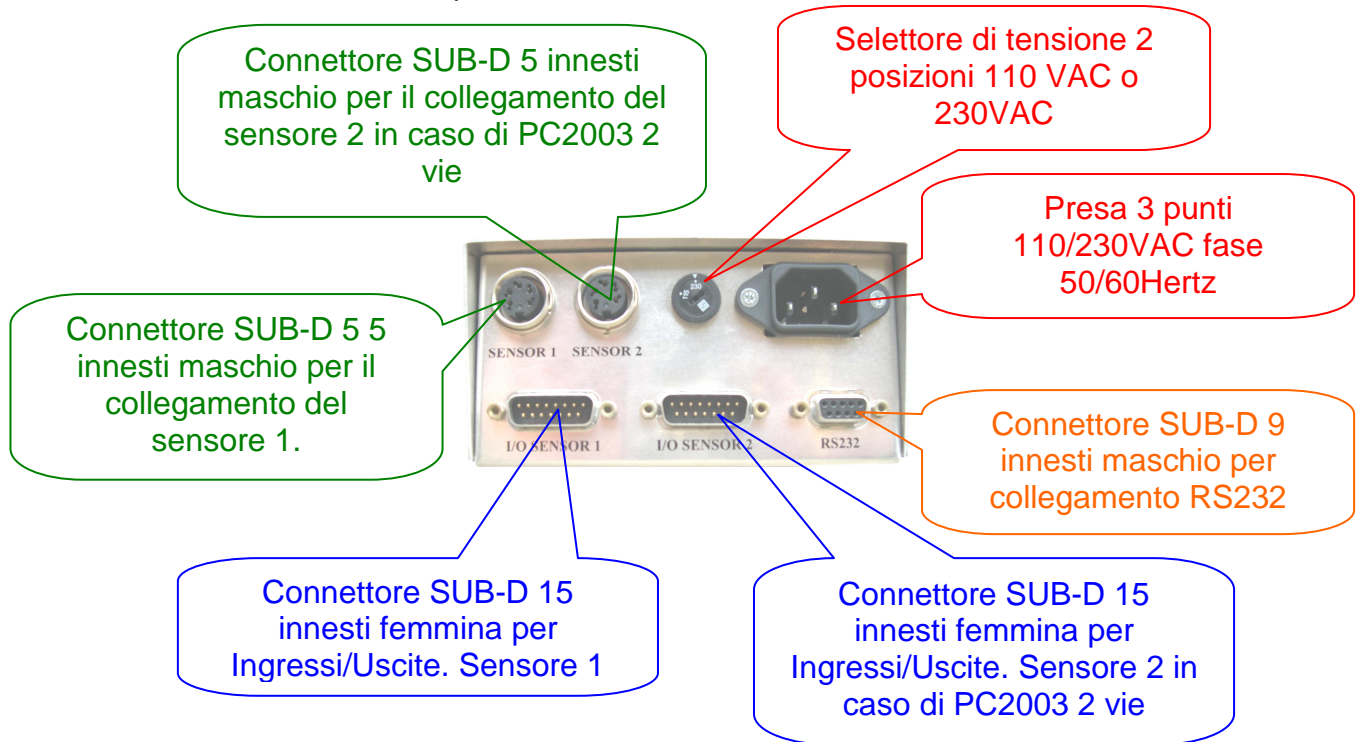 Connettore SUB-D 5 innesti
maschio per il collegamento del
sensore 2 in caso di PC2003 2
vie
Selettore di tensione 2
posizioni 110 VAC o
230VAC
Presa 3 punti
110/230VAC fase
50/60Hertz
Connettore SUB-D 5 5
innesti maschio per il
collegamento del
sensore 1.
230
SENSOR 1 SENSOR 2
I/O SENSOR 1 I/O SENSOR 2 RS232
Connettore SUB-D 9
innesti maschio per
collegamento RS232
Connettore SUB-D 15
innesti femmina per
Ingressi/Uscite. Sensore 1
Connettore SUB-D 15
innesti femmina per
Ingressi/Uscite. Sensore 2 in
caso di PC2003 2 vie